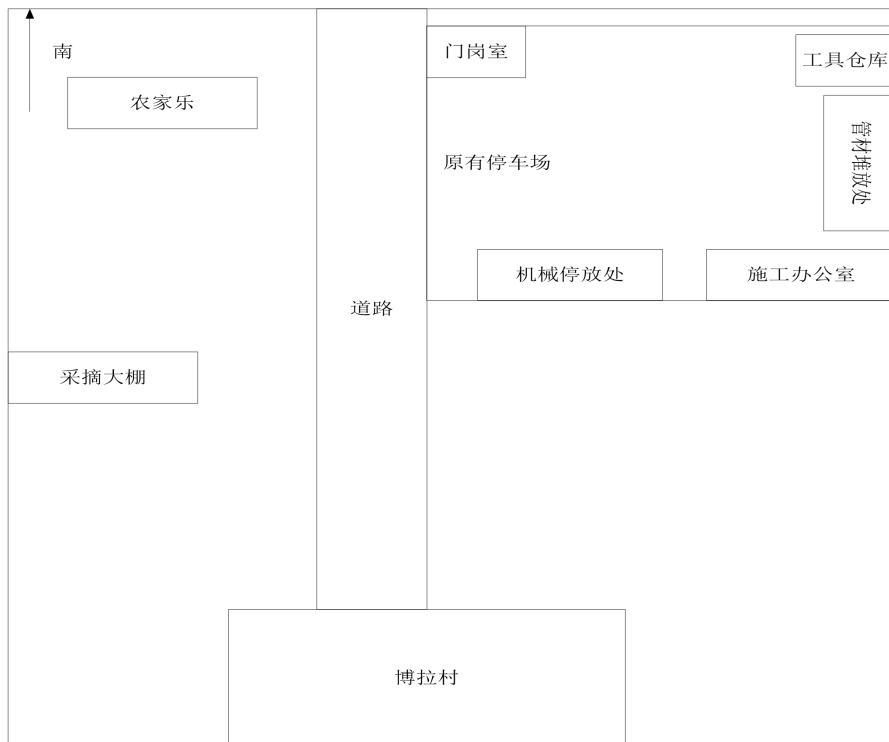 南
门岗室
工具仓库
农家乐
管材堆放处
原有停车场
机械停放处
施工办公室
道路
采摘大棚
博拉村